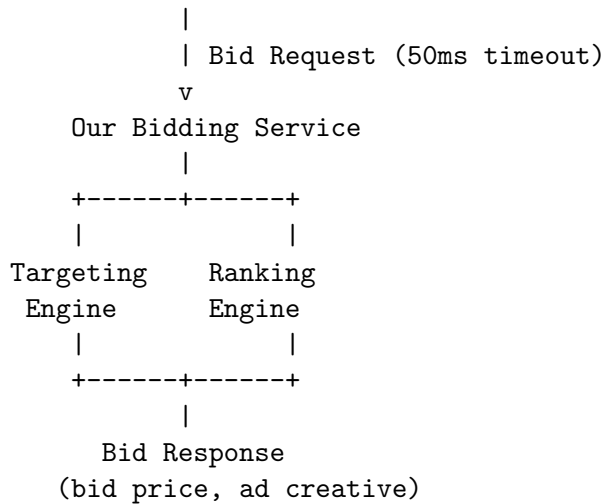 |
| Bid Request (50ms timeout)
v
Our Bidding Service
|
+------+------+
| |
Targeting Ranking
Engine Engine
| |
+------+------+
|
Bid Response
(bid price, ad creative)